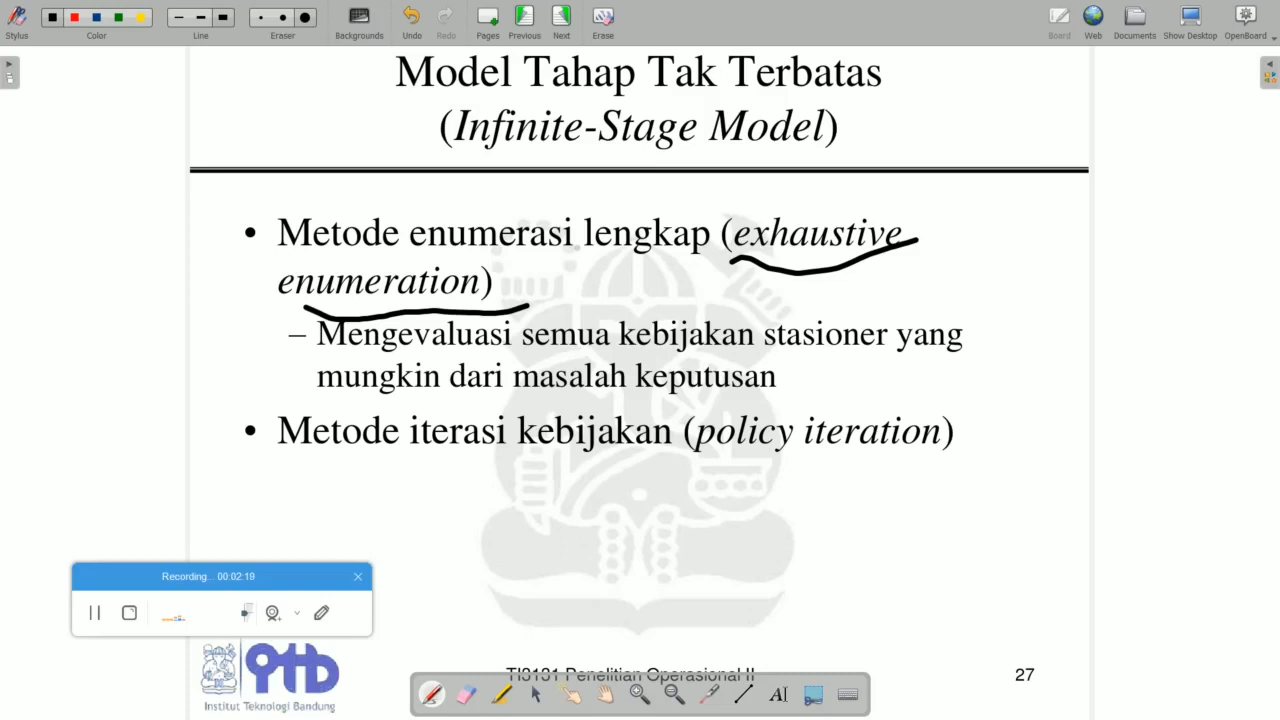 Stylus
Color
Line
Eraser
Backgrounds
Undo
Redo
Pages
Previous
Next
Erase
Board
Web
Documents
Show Desktop
OpenBoard
Model Tahap Tak Terbatas
(Infinite-Stage Model)
• Metode enumerasi lengkap (exhaustive
enumeration)
– Mengevaluasi semua kebijakan stasioner yang
mungkin dari masalah keputusan
• Metode iterasi kebijakan (policy iteration)
Recording... 00:02:19
Institut Teknologi Bandung
TI3131 Penelitian Operasional II
27
AI